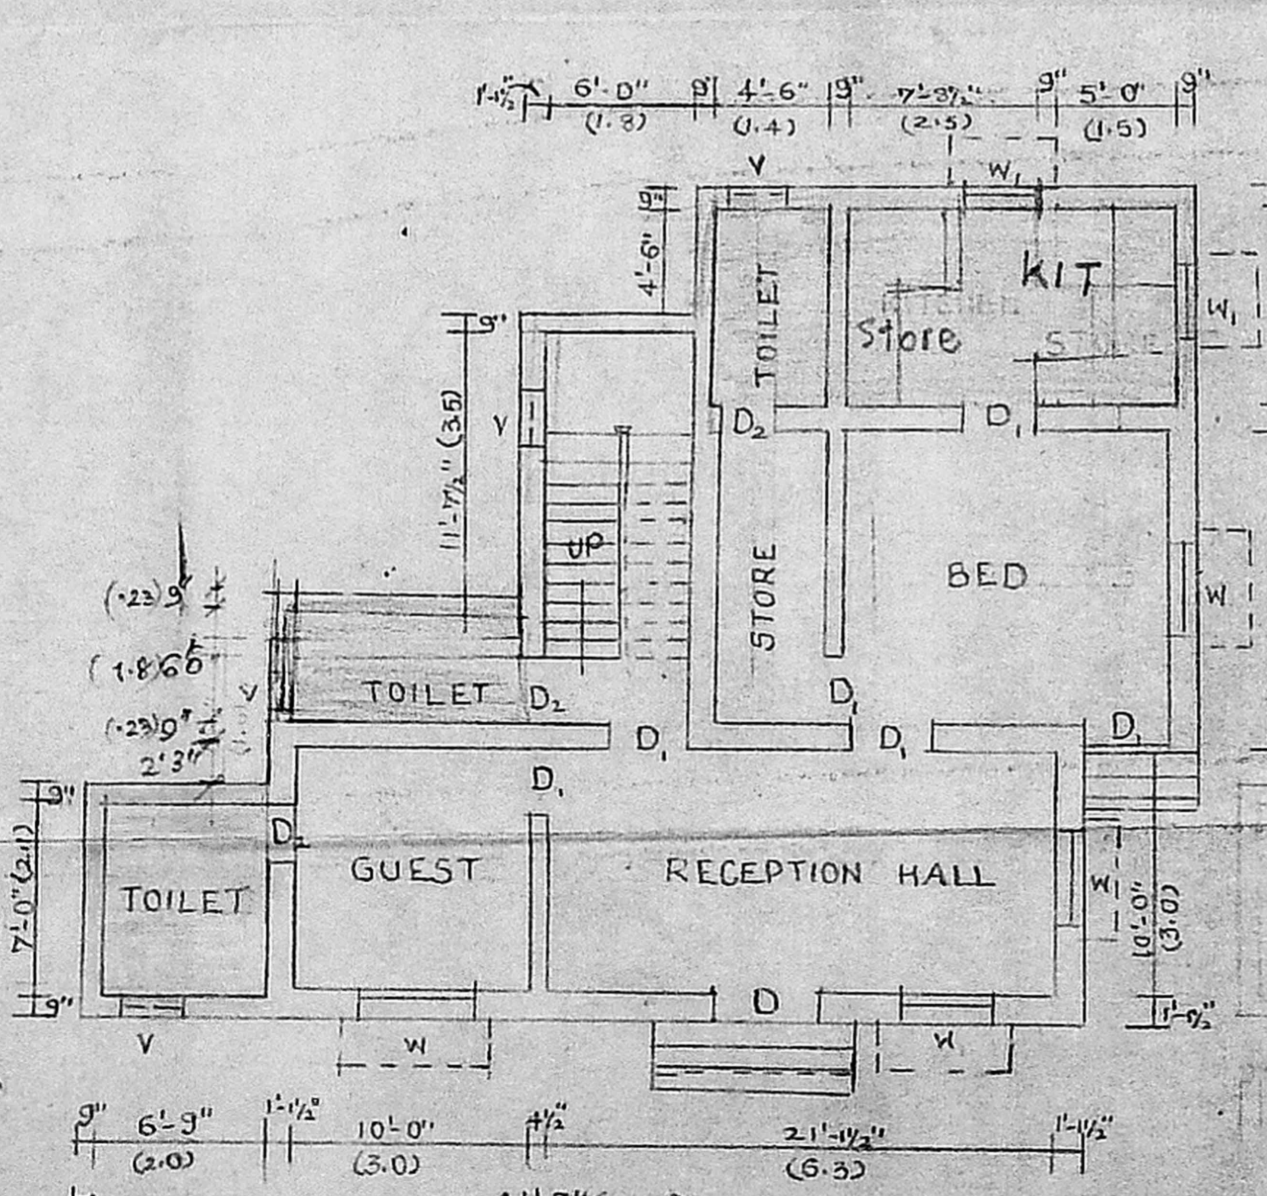 1'-1½" 6'-0" 9" 4'-6" 9" 7'-3½" 9" 5'-0" 9"
(1.8) (1.4) (2.5) (1.5)
V W1
9"
4'-6"
TOILET
KIT
Store
STORE
W1
9"
11'-7½" (3.5)
V
D2 D1
UP
STORE
BED
W
(.23) 9"
(1.8) 6'6"
V TOILET D2
(.23) 9"
2'3"
D1
D1 D1 D1
D1
9"
D2
7'-0" (2.1)
TOILET GUEST RECEPTION HALL
W
10'-0"
(3.0)
9"
D
1'-1½"
V W W
9" 6'-9" 1'-1½" 10'-0" 4½" 21'-1½" 1'-1½"
(2.0) (3.0) (6.3)